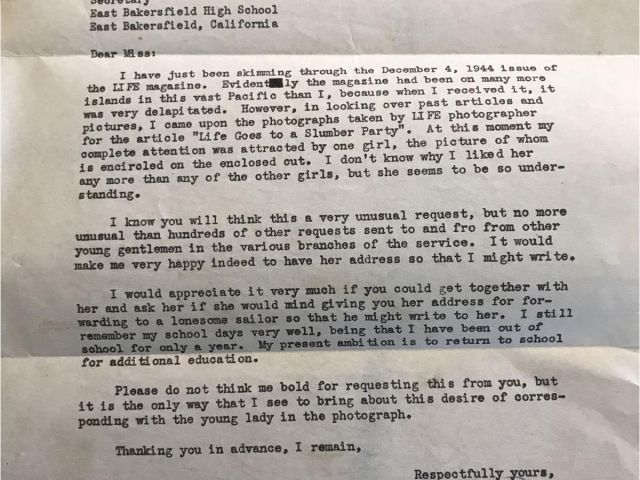 Secretary
East Bakersfield High School
East Bakersfield, California
Dear Miss:
I have just been skimming through the December 4, 1944 issue of
the LIFE magazine. Evidently the magazine had been on many more
islands in this vast Pacific than I, because when I received it, it
was very delapitated. However, in looking over past articles and
pictures, I came upon the photographs taken by LIFE photographer
for the article "Life Goes to a Slumber Party". At this moment my
complete attention was attracted by one girl, the picture of whom
is encircled on the enclosed cut. I don't know why I liked her
any more than any of the other girls, but she seems to be so under-
standing.
I know you will think this a very unusual request, but no more
unusual than hundreds of other requests sent to and fro from other
young gentlemen in the various branches of the service. It would
make me very happy indeed to have her address so that I might write.
I would appreciate it very much if you could get together with
her and ask her if she would mind giving you her address for for-
warding to a lonesome sailor so that he might write to her. I still
remember my school days very well, being that I have been out of
school for only a year. My present ambition is to return to school
for additional education.
Please do not think me bold for requesting this from you, but
it is the only way that I see to bring about this desire of corres-
ponding with the young lady in the photograph.
Thanking you in advance, I remain,
Respectfully yours,